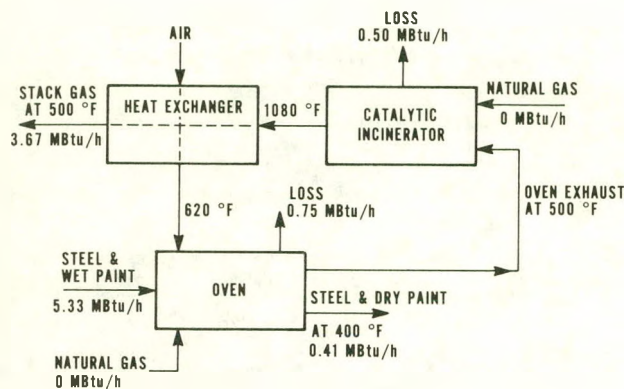 LOSS
0.50 MBtu/h
AIR
STACK GAS
AT 500 °F
3.67 MBtu/h
HEAT EXCHANGER
1080 °F
CATALYTIC
INCINERATOR
NATURAL GAS
0 MBtu/h
620 °F
LOSS
0.75 MBtu/h
OVEN EXHAUST
AT 500 °F
STEEL &
WET PAINT
5.33 MBtu/h
OVEN
STEEL & DRY PAINT
AT 400 °F
0.41 MBtu/h
NATURAL GAS
0 MBtu/h